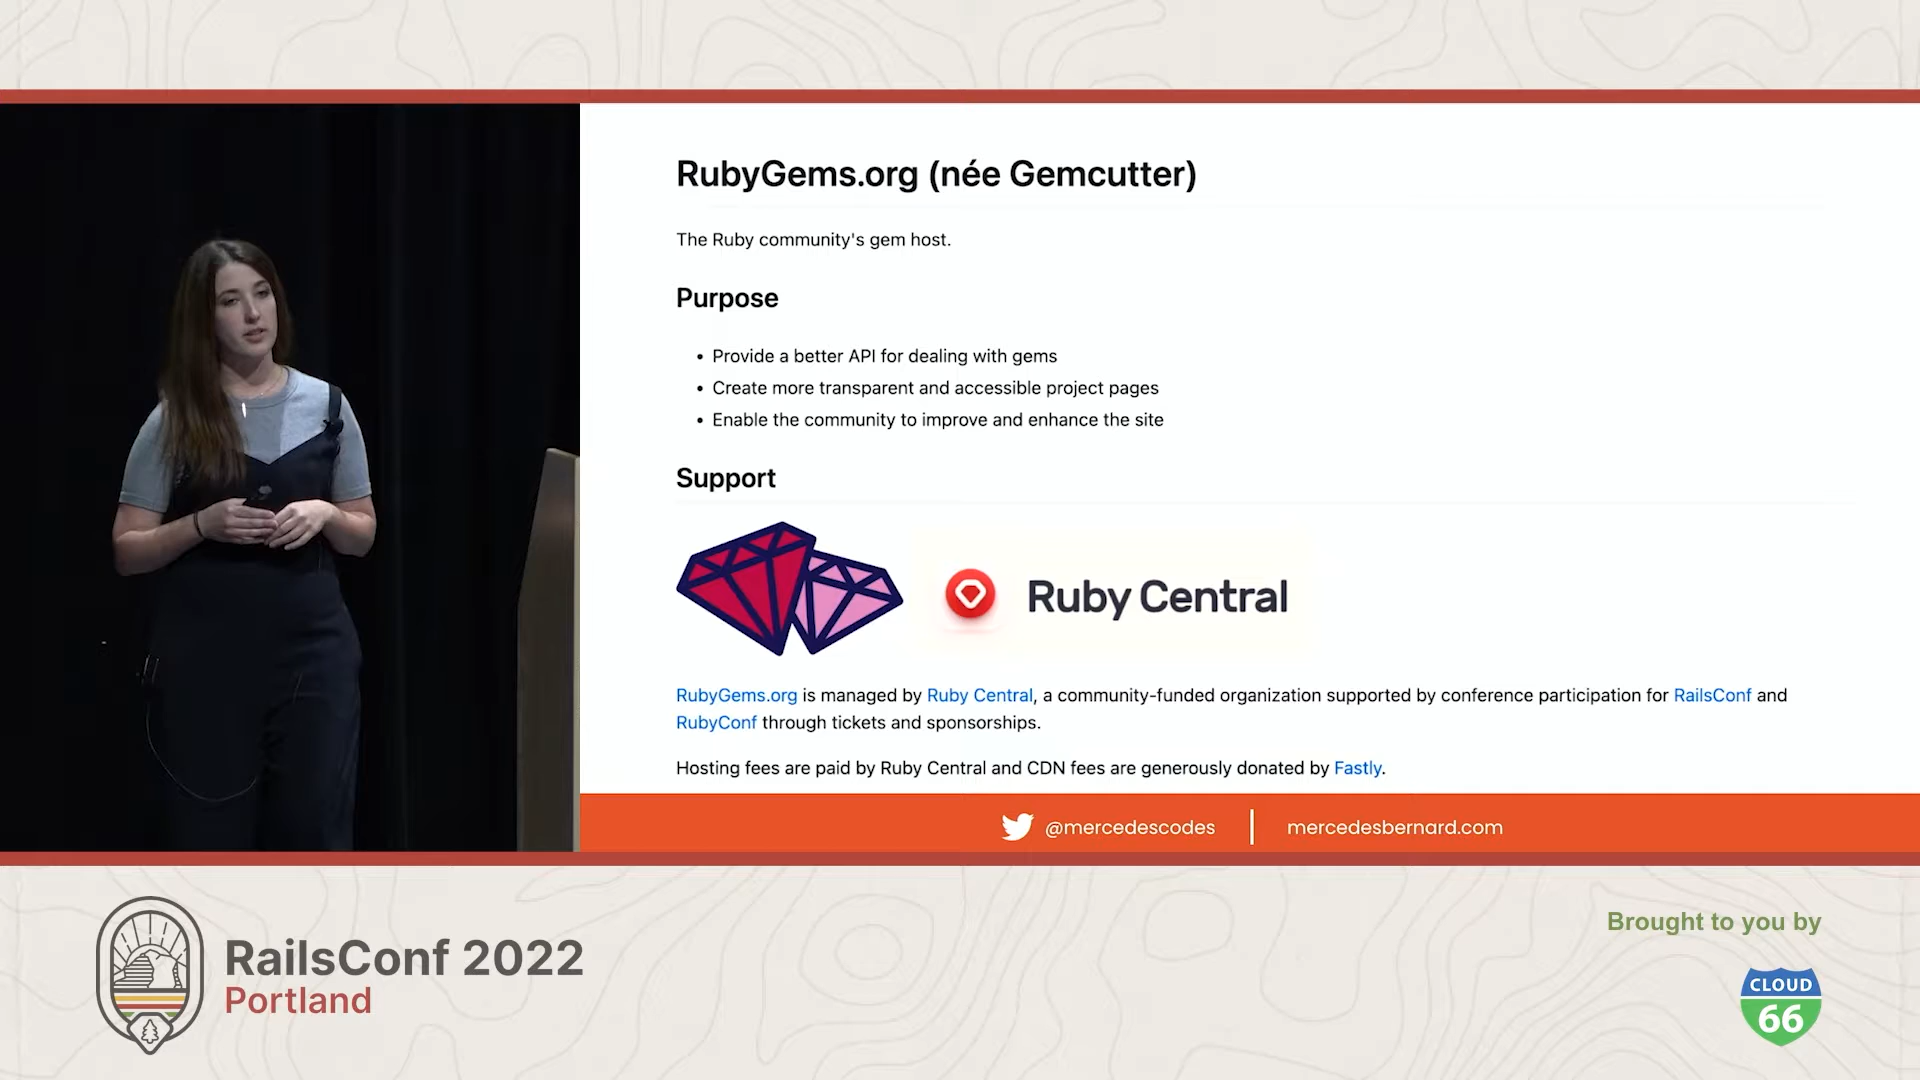 RubyGems.org (née Gemcutter)
The Ruby community's gem host.
Purpose
• Provide a better API for dealing with gems
• Create more transparent and accessible project pages
• Enable the community to improve and enhance the site
Support
Ruby Central
RubyGems.org is managed by Ruby Central, a community-funded organization supported by conference participation for RailsConf and
RubyConf through tickets and sponsorships.
Hosting fees are paid by Ruby Central and CDN fees are generously donated by Fastly.
@mercedescodes
mercedesbernard.com
RailsConf 2022
Portland
Brought to you by
CLOUD
66